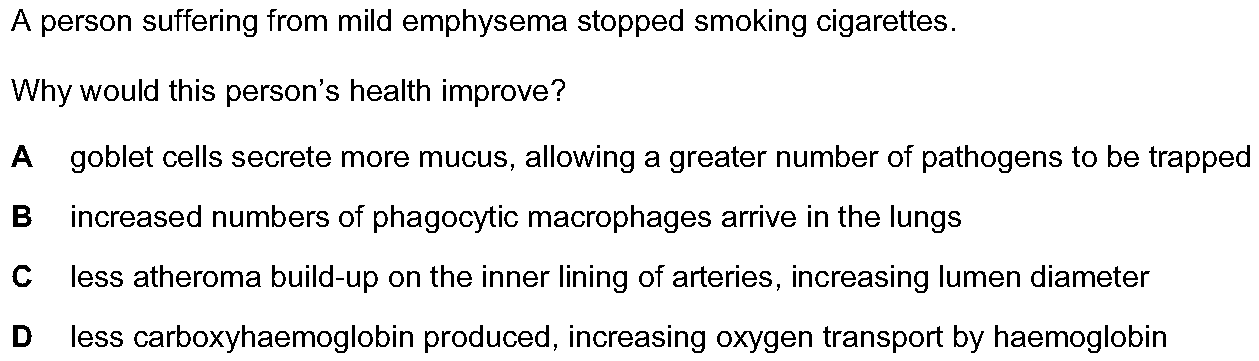 A person suffering from mild emphysema stopped smoking cigarettes.
Why would this person's health improve?
A goblet cells secrete more mucus, allowing a greater number of pathogens to be trapped
B increased numbers of phagocytic macrophages arrive in the lungs
C less atheroma build-up on the inner lining of arteries, increasing lumen diameter
D less carboxyhaemoglobin produced, increasing oxygen transport by haemoglobin